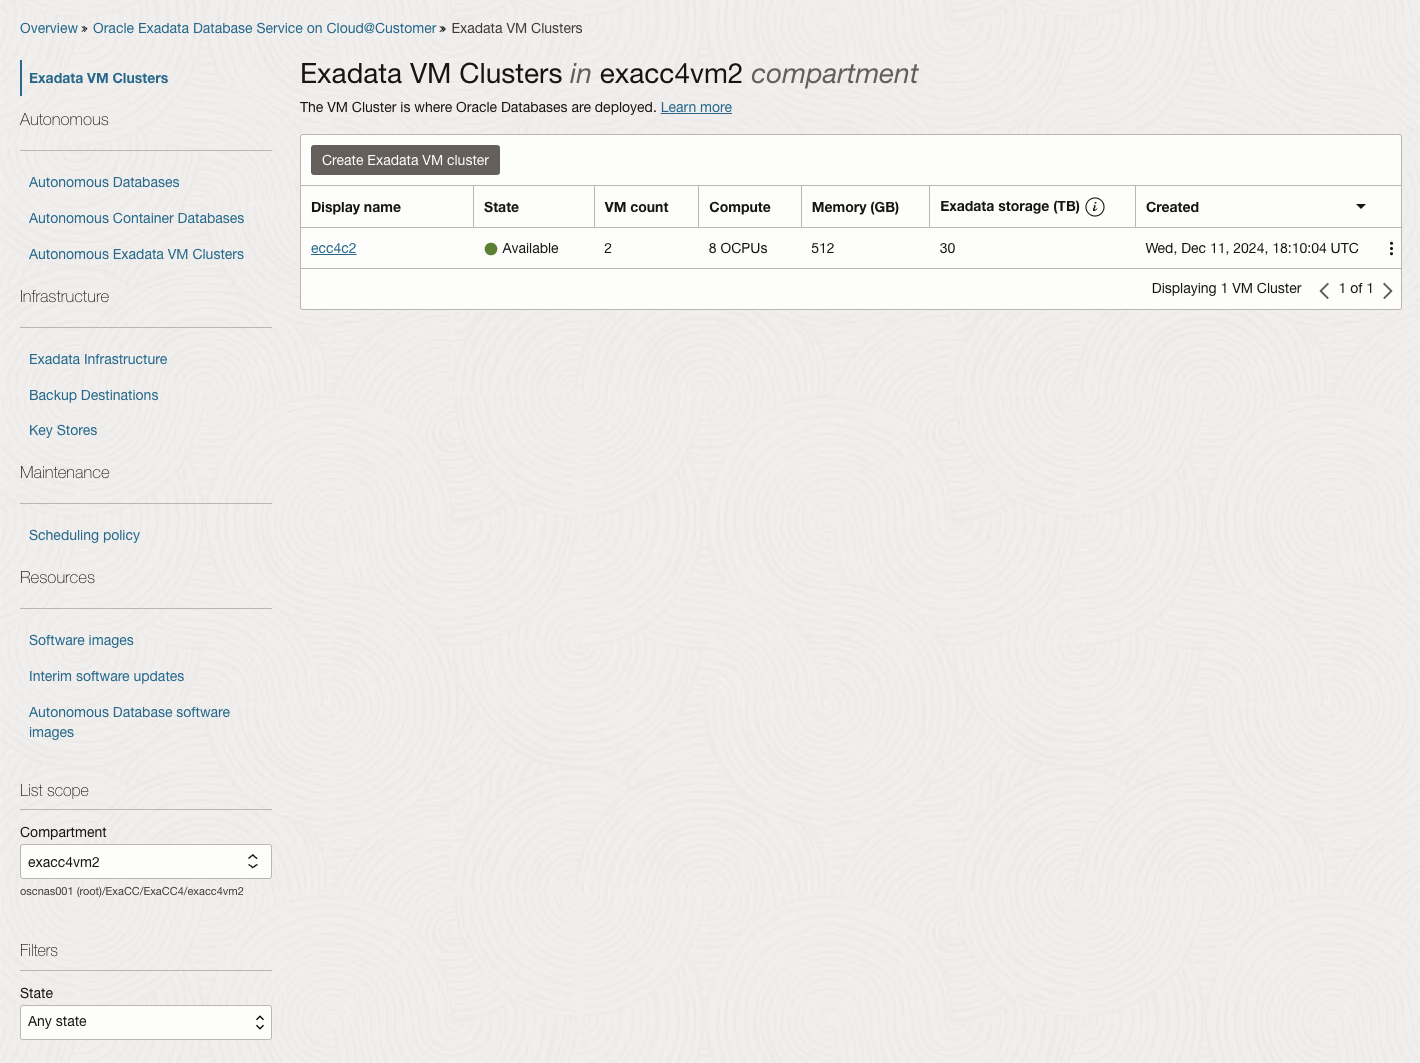 Overview » Oracle Exadata Database Service on Cloud@Customer » Exadata VM Clusters
Exadata VM Clusters
Autonomous
Autonomous Databases
Autonomous Container Databases
Autonomous Exadata VM Clusters
Infrastructure
Exadata Infrastructure
Backup Destinations
Key Stores
Maintenance
Scheduling policy
Resources
Software images
Interim software updates
Autonomous Database software
images
List scope
Compartment
exacc4vm2
oscnas001 (root)/ExaCC/ExaCC4/exacc4vm2
Filters
State
Any state
Exadata VM Clusters in exacc4vm2 compartment
The VM Cluster is where Oracle Databases are deployed. Learn more
Create Exadata VM cluster
Display name State VM count Compute Memory (GB) Exadata storage (TB) i Created
ecc4c2 Available 2 8 OCPUs 512 30 Wed, Dec 11, 2024, 18:10:04 UTC
Displaying 1 VM Cluster 1 of 1